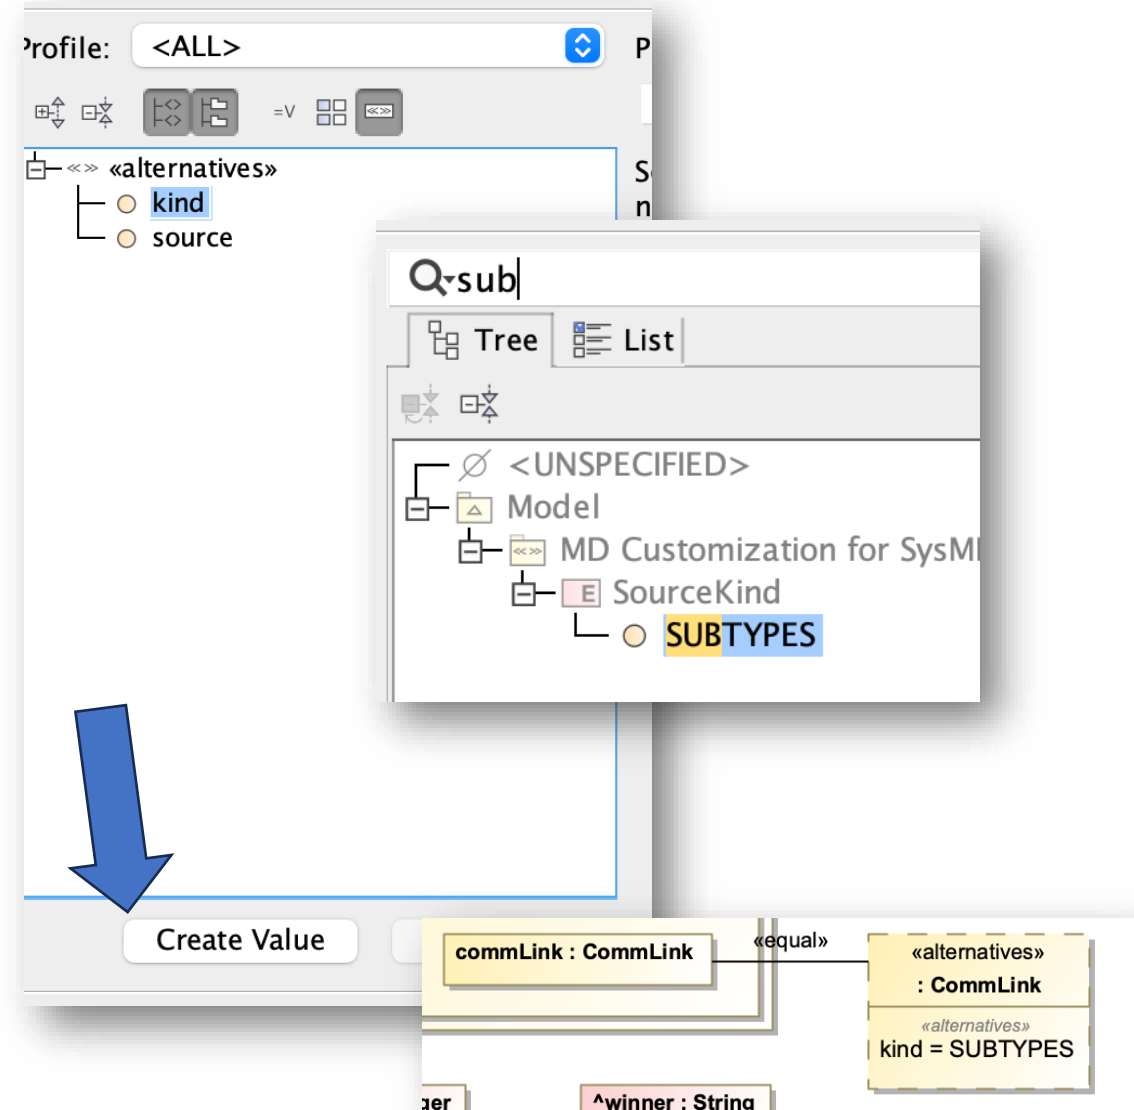 Profile: <ALL>
=V
«alternatives»
kind
source
sub
Tree List
<UNSPECIFIED>
Model
MD Customization for SysM
E SourceKind
SUBTYPES
Create Value
commLink : CommLink
«equal»
«alternatives»
: CommLink
«alternatives»
kind = SUBTYPES
^winner : String